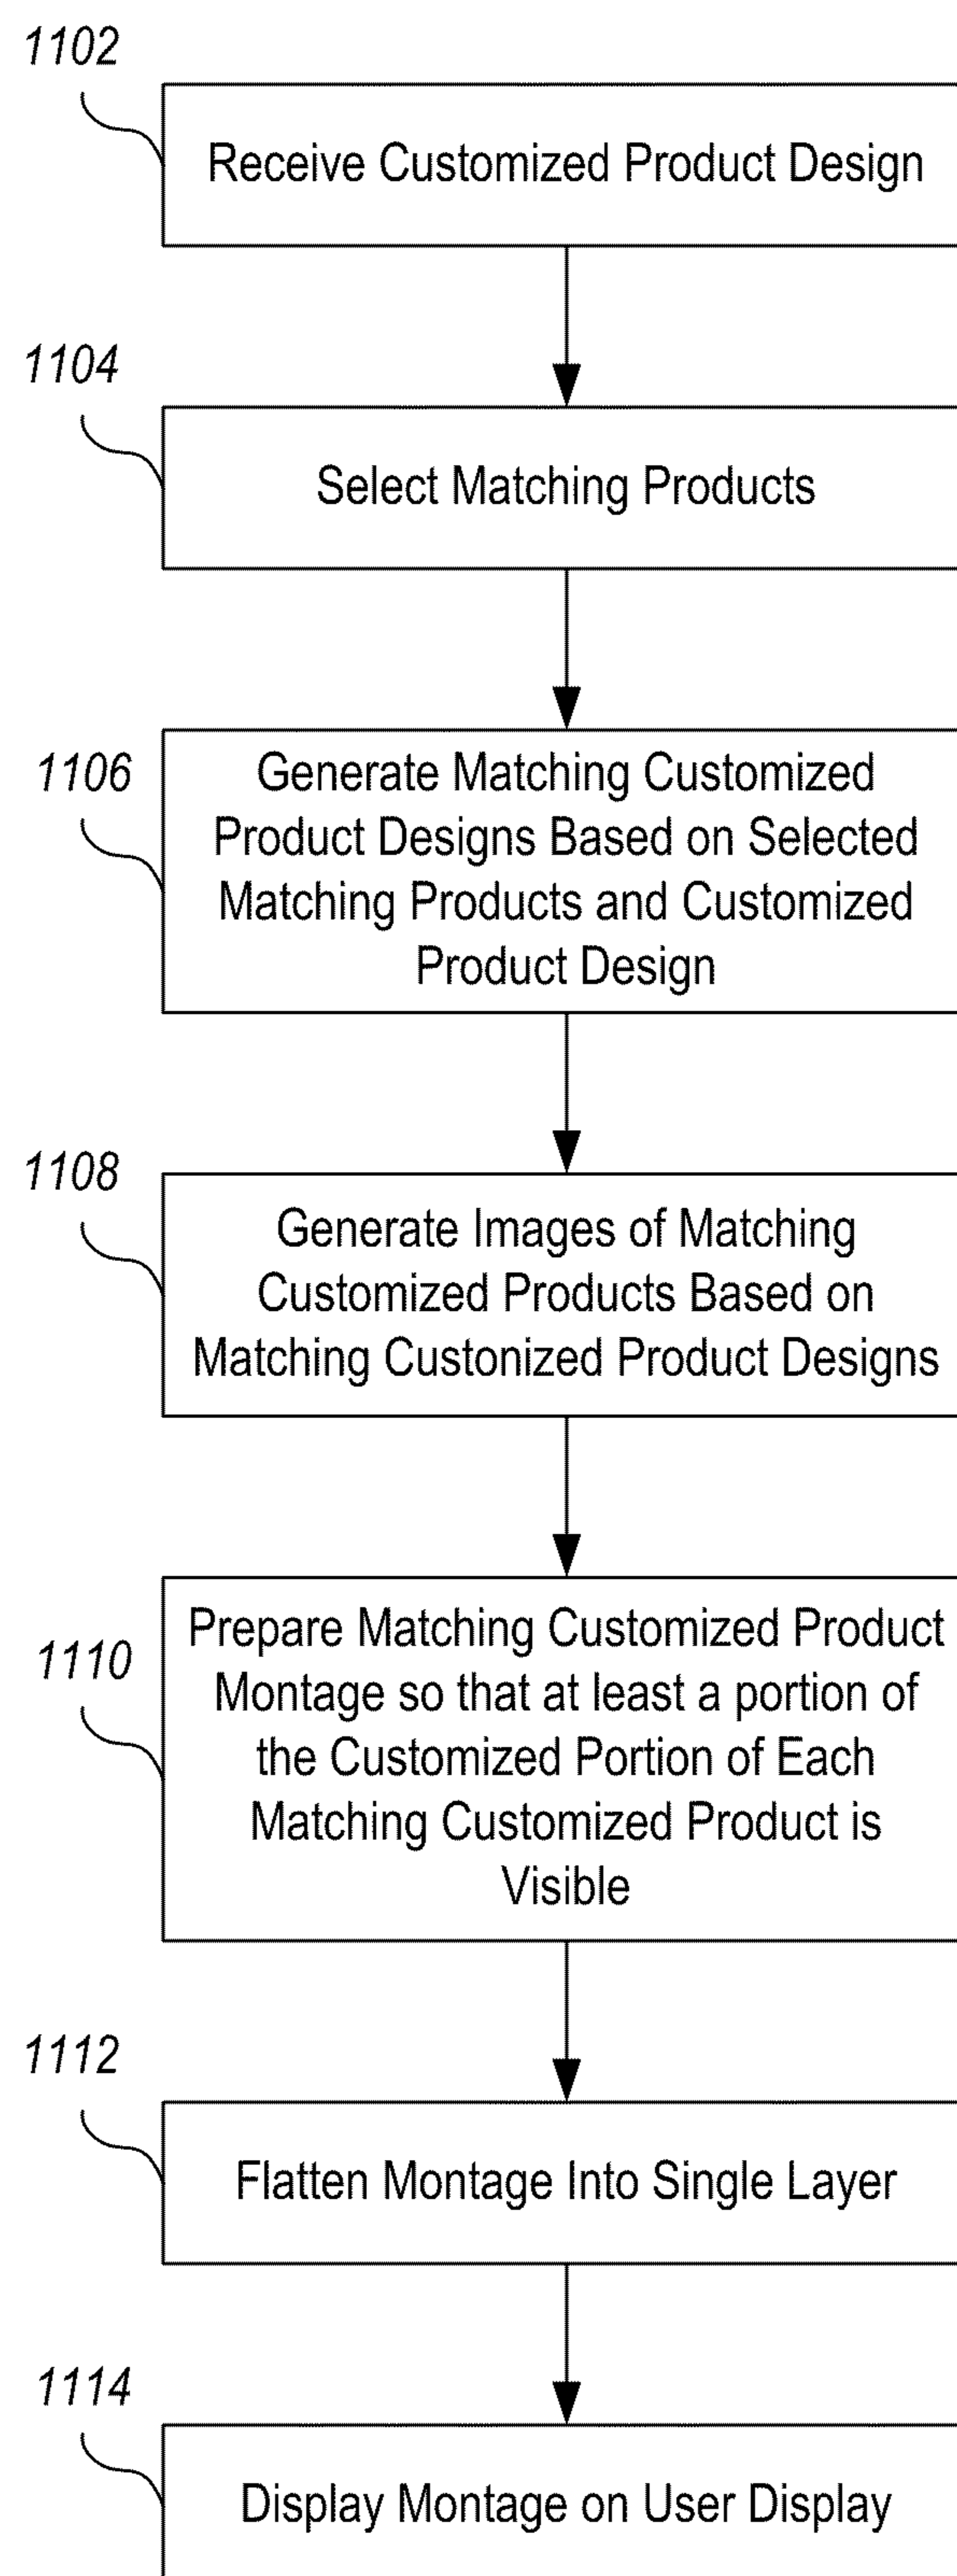 1102
Receive Customized Product Design
1104
Select Matching Products
1106
Generate Matching Customized
Product Designs Based on Selected
Matching Products and Customized
Product Design
1108
Generate Images of Matching
Customized Products Based on
Matching Custonized Product Designs
1110
Prepare Matching Customized Product
Montage so that at least a portion of
the Customized Portion of Each
Matching Customized Product is
Visible
1112
Flatten Montage Into Single Layer
1114
Display Montage on User Display